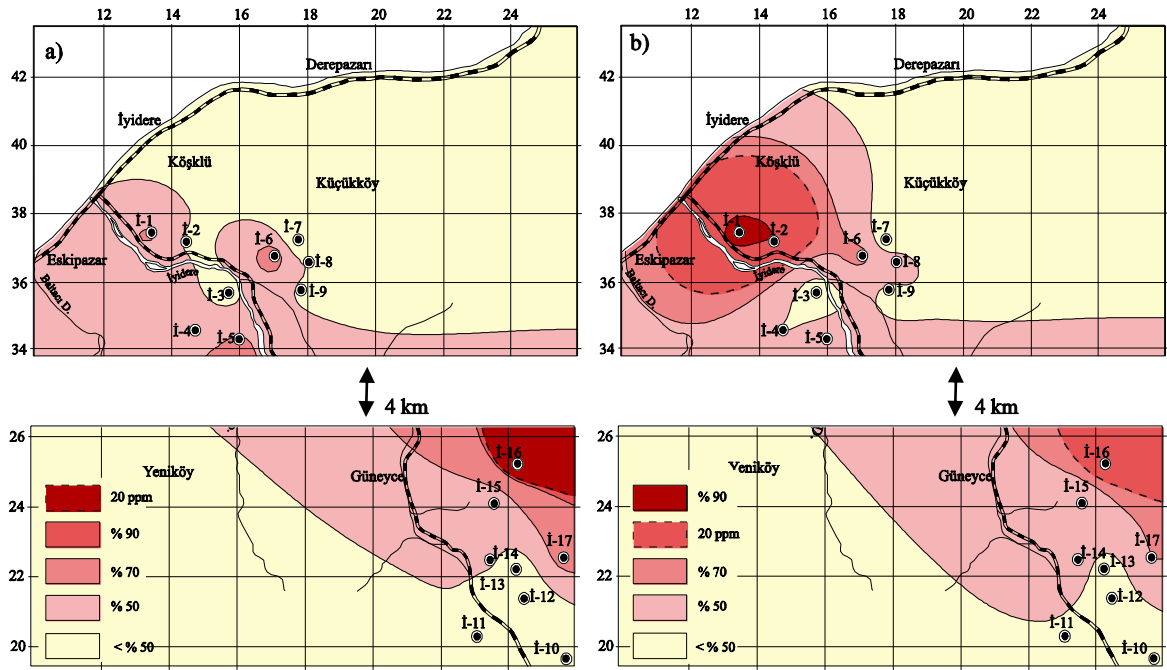 12 14 16 18 20 22 24
a)
42
40
38
36
34
Derepazarı
İyidere
Köşklü
Küçükköy
İ-1
İ-2
İ-7
İ-6
İ-8
Eskipazar
İyidere
Baltacı D.
İ-3
İ-9
İ-4
İ-5
4 km
26
24
22
20
Yeniköy
Güneyce
İ-16
İ-15
İ-17
İ-14
İ-13
İ-12
İ-11
İ-10
20 ppm
% 90
% 70
% 50
< % 50
12 14 16 18 20 22 24
b)
42
40
38
36
34
Derepazarı
İyidere
Köşklü
Küçükköy
İ-1
İ-2
İ-7
İ-6
İ-8
Eskipazar
İyidere
Baltacı D.
İ-3
İ-9
İ-4
İ-5
4 km
26
24
22
20
Yeniköy
Güneyce
İ-16
İ-15
İ-17
İ-14
İ-13
İ-12
İ-11
İ-10
% 90
20 ppm
% 70
% 50
< % 50